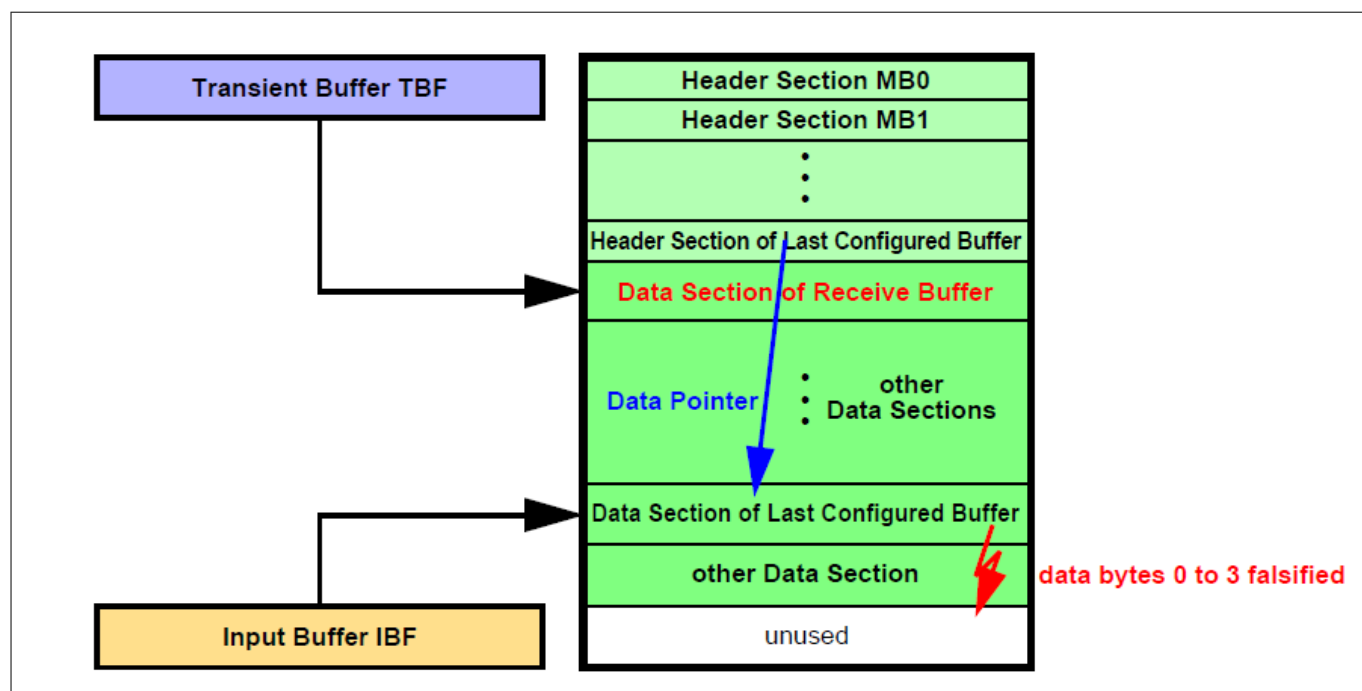 Transient Buffer TBF
Header Section MB0
Header Section MB1
Header Section of Last Configured Buffer
Data Section of Receive Buffer
Data Pointer
other
Data Sections
Data Section of Last Configured Buffer
other Data Section
data bytes 0 to 3 falsified
Input Buffer IBF
unused